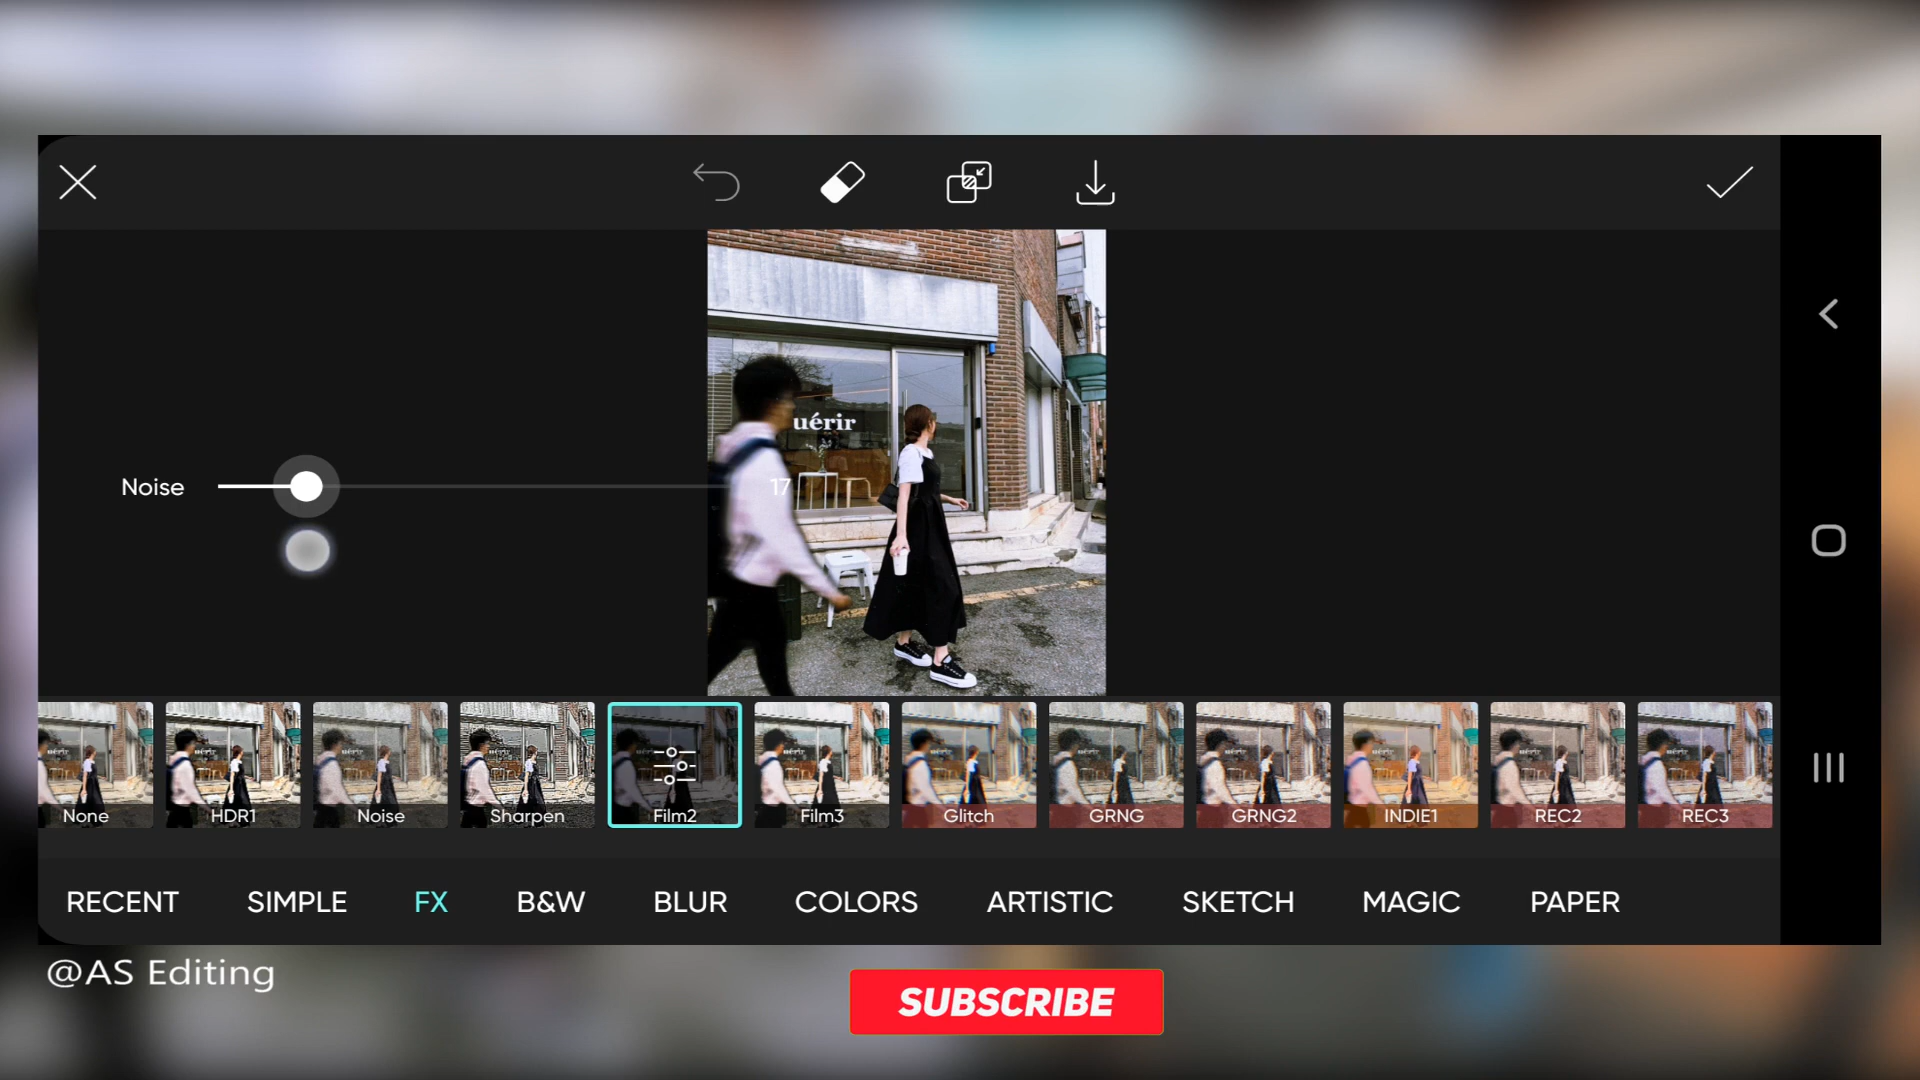 uérir
Noise 17
None HDR1 Noise Sharpen Film2 Film3 Glitch GRNG GRNG2 INDIE1 REC2 REC3
RECENT SIMPLE FX B&W BLUR COLORS ARTISTIC SKETCH MAGIC PAPER
@AS Editing
SUBSCRIBE